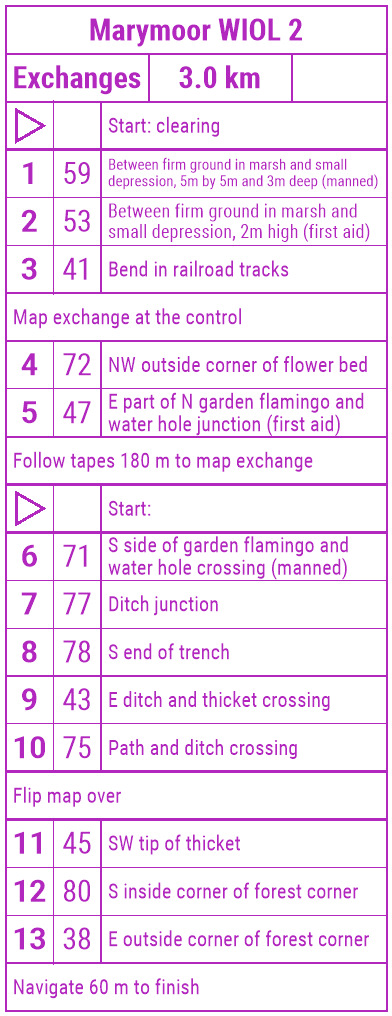 Marymoor WIOL 2
Exchanges 3.0 km
Start: clearing
1 59 Between firm ground in marsh and small
depression, 5m by 5m and 3m deep (manned)
2 53 Between firm ground in marsh and
small depression, 2m high (first aid)
3 41 Bend in railroad tracks
Map exchange at the control
4 72 NW outside corner of flower bed
5 47 E part of N garden flamingo and
water hole junction (first aid)
Follow tapes 180 m to map exchange
Start:
6 71 S side of garden flamingo and
water hole crossing (manned)
7 77 Ditch junction
8 78 S end of trench
9 43 E ditch and thicket crossing
10 75 Path and ditch crossing
Flip map over
11 45 SW tip of thicket
12 80 S inside corner of forest corner
13 38 E outside corner of forest corner
Navigate 60 m to finish